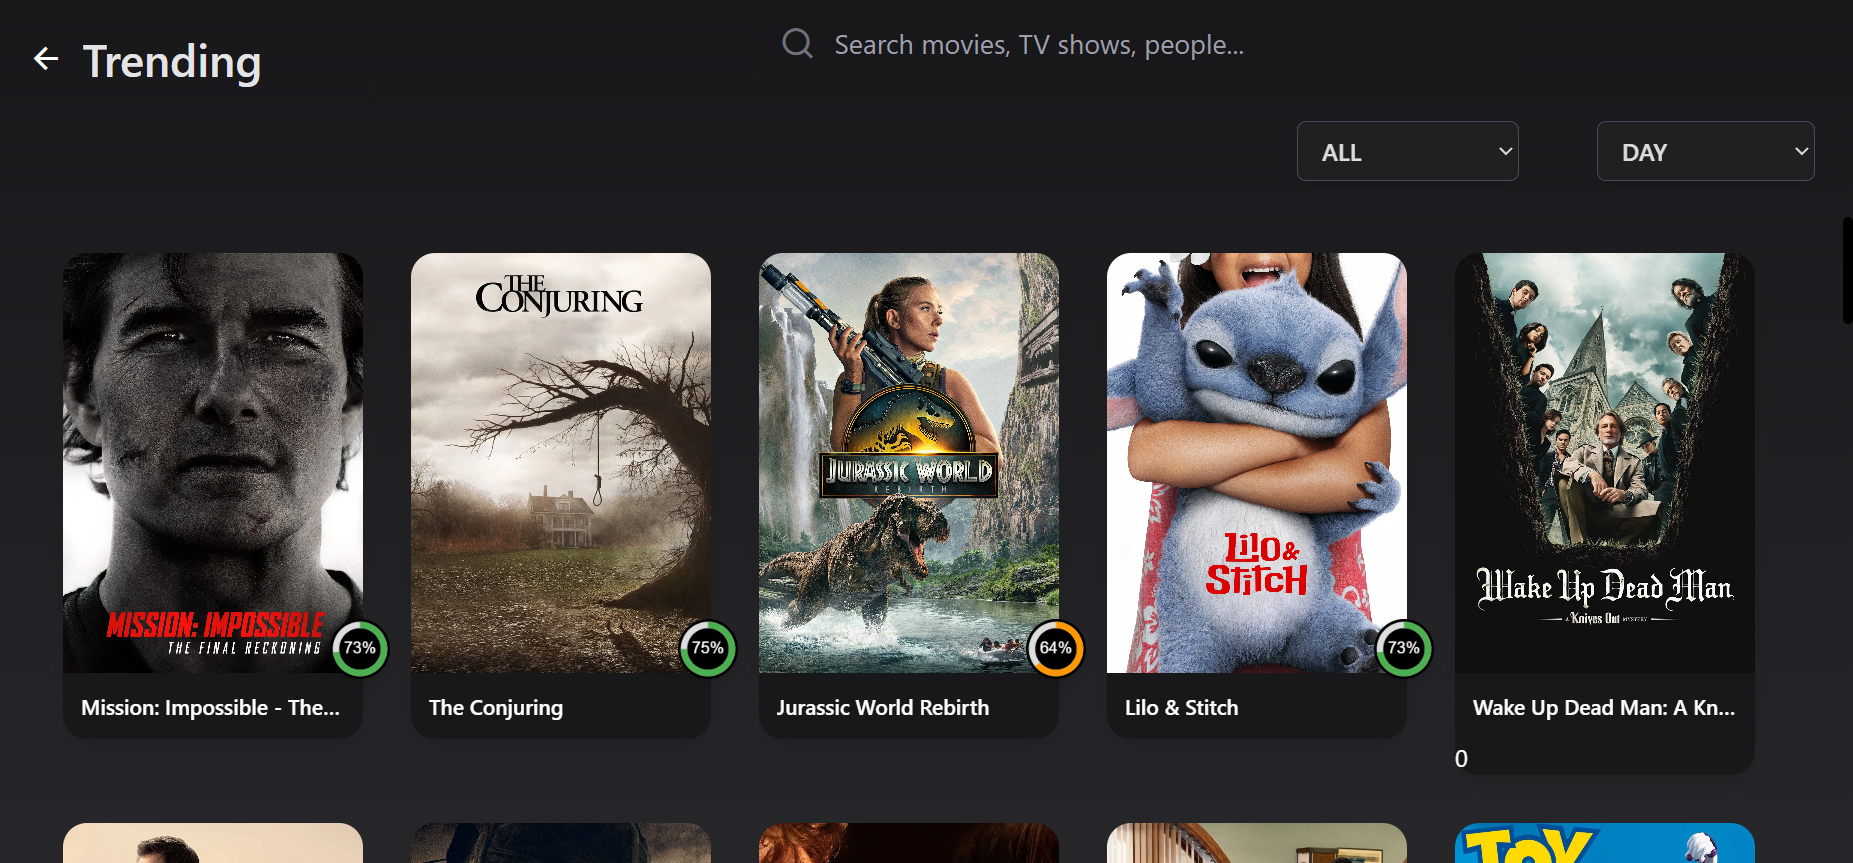 Trending
Search movies, TV shows, people...
ALL
DAY
MISSION: IMPOSSIBLE
THE FINAL RECKONING
73%
Mission: Impossible - The...
THE
CONJURING
75%
The Conjuring
JURASSIC WORLD
REBIRTH
64%
Jurassic World Rebirth
LILO &
STITCH
73%
Lilo & Stitch
Wake Up Dead Man
A Knives Out MYSTERY
Wake Up Dead Man: A Kn...
0
TOY